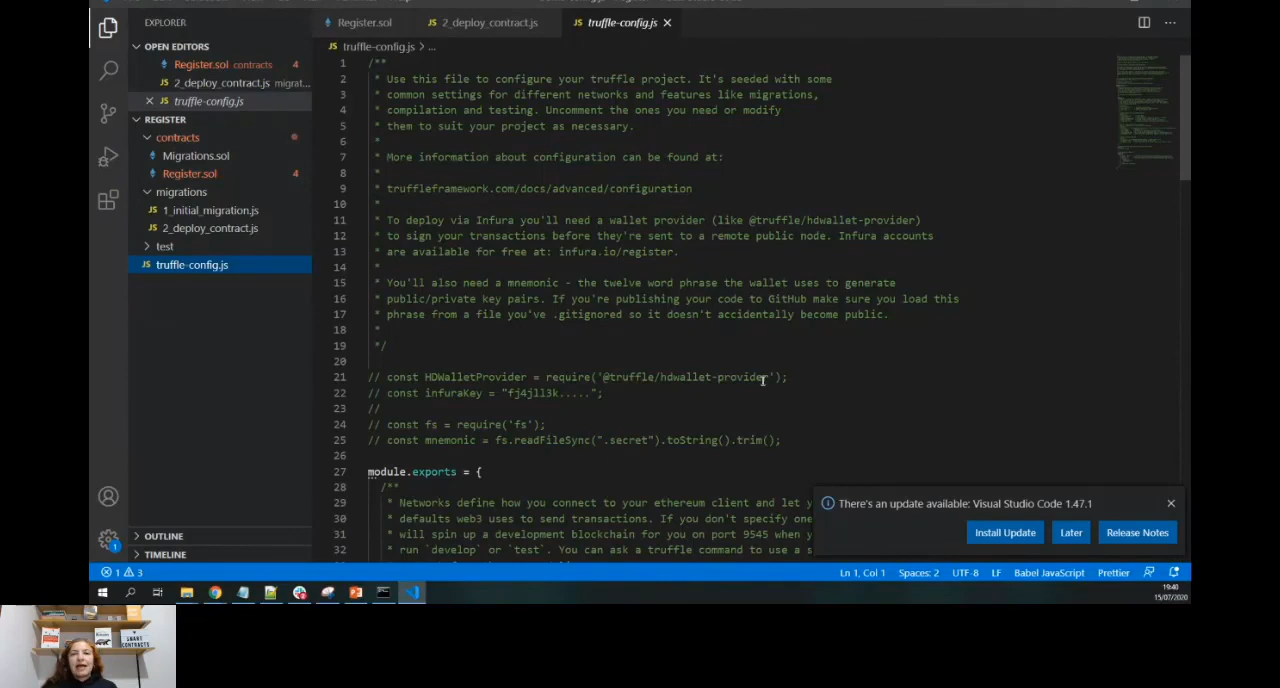 EXPLORER
OPEN EDITORS
Register.sol contracts 4
2_deploy_contract.js migrat...
truffle-config.js
REGISTER
contracts
Migrations.sol
Register.sol 4
migrations
JS 1_initial_migration.js
JS 2_deploy_contract.js
test
JS truffle-config.js
OUTLINE
TIMELINE
Register.sol
JS 2_deploy_contract.js
JS truffle-config.js
JS truffle-config.js > ...
1 /**
2 * Use this file to configure your truffle project. It's seeded with some
3 * common settings for different networks and features like migrations,
4 * compilation and testing. Uncomment the ones you need or modify
5 * them to suit your project as necessary.
6 *
7 * More information about configuration can be found at:
8 *
9 * truffleframework.com/docs/advanced/configuration
10 *
11 * To deploy via Infura you'll need a wallet provider (like @truffle/hdwallet-provider)
12 * to sign your transactions before they're sent to a remote public node. Infura accounts
13 * are available for free at: infura.io/register.
14 *
15 * You'll also need a mnemonic - the twelve word phrase the wallet uses to generate
16 * public/private key pairs. If you're publishing your code to GitHub make sure you load this
17 * phrase from a file you've .gitignored so it doesn't accidentally become public.
18 *
19 */
20
21 // const HDWalletProvider = require('@truffle/hdwallet-provider');
22 // const infuraKey = "fj4jll3k.....";
23 //
24 // const fs = require('fs');
25 // const mnemonic = fs.readFileSync(".secret").toString().trim();
26
27 module.exports = {
28 /**
29 * Networks define how you connect to your ethereum client and let y
30 * defaults web3 uses to send transactions. If you don't specify one
31 * will spin up a development blockchain for you on port 9545 when y
32 * run `develop` or `test`. You can ask a truffle command to use a s
There's an update available: Visual Studio Code 1.47.1
Install Update Later Release Notes
1 3
Ln 1, Col 1 Spaces: 2 UTF-8 LF Babel JavaScript Prettier
19:40
15/07/2020
SMART
CONTRACTS